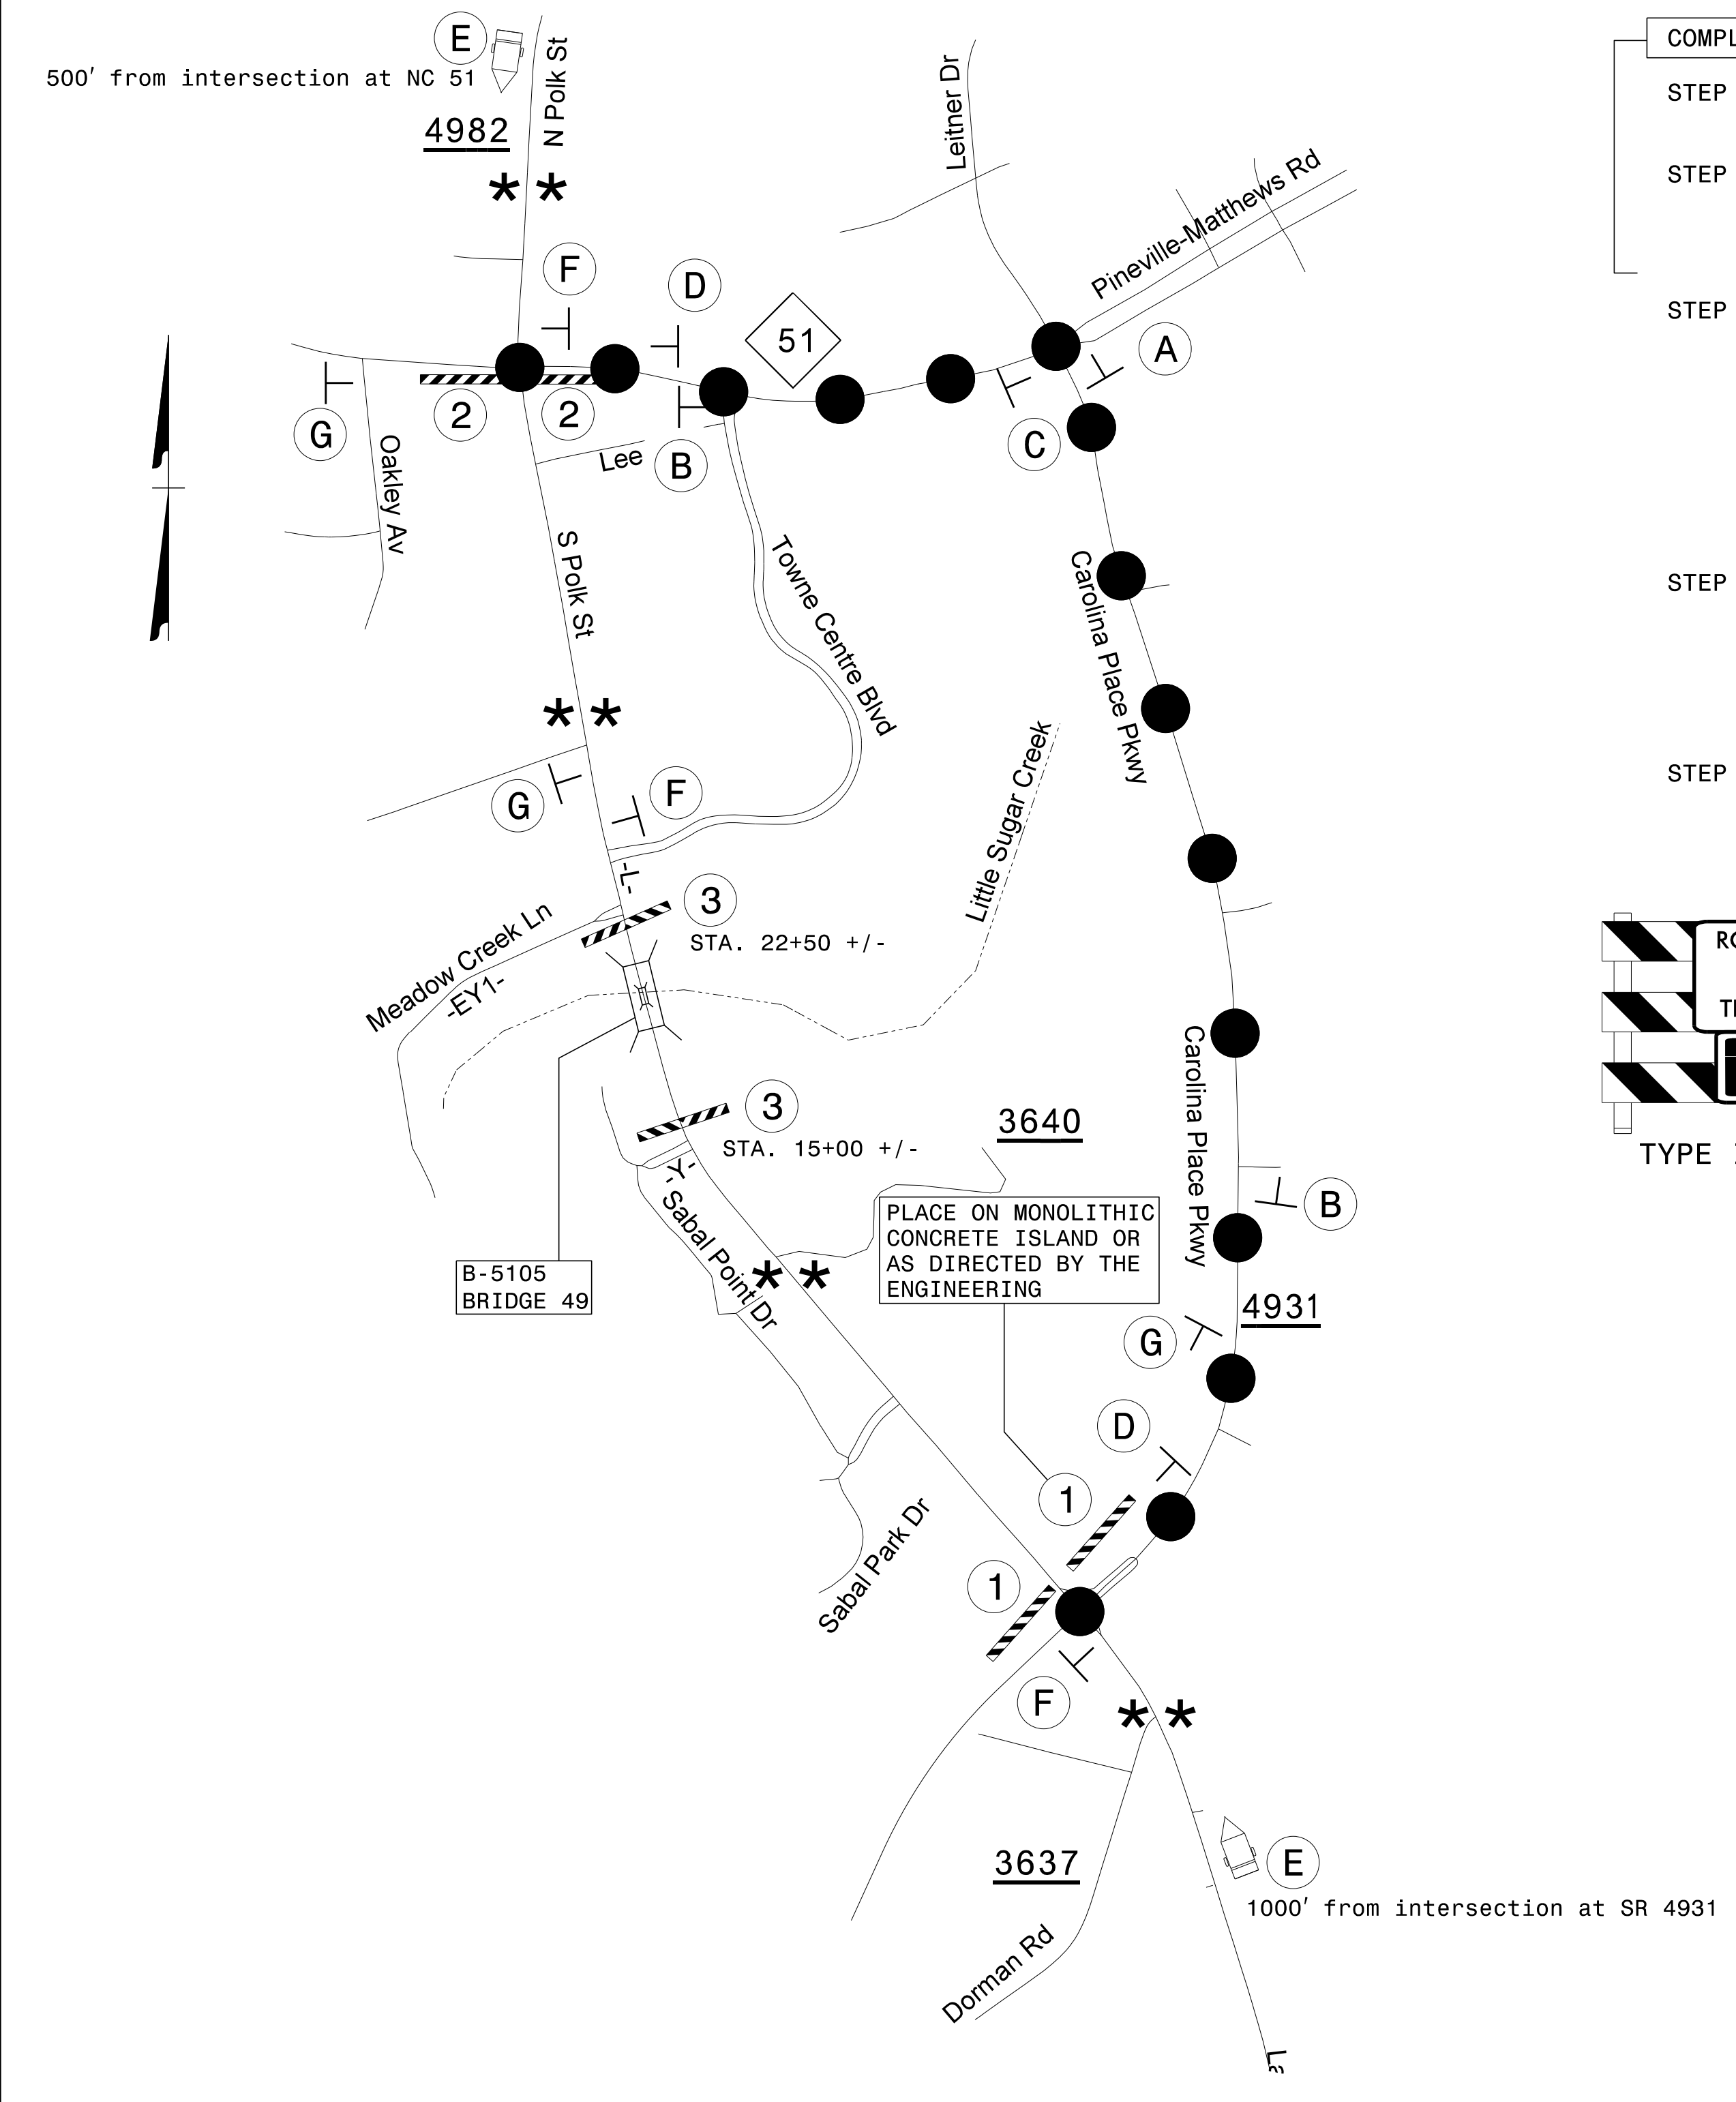 E
500' from intersection at NC 51
N Polk St
4982
* *
Leitner Dr
Pineville-Matthews Rd
COMPL
STEP
STEP
STEP
STEP
STEP
F
D
51
A
G
2
2
Lee
B
C
Oakley Av
S Polk St
Towne Centre Blvd
Carolina Place Pkwy
* *
G
F
Little Sugar Creek
-L-
3
STA. 22+50 +/-
Meadow Creek Ln
-EY1-
3
STA. 15+00 +/-
3640
Carolina Place Pkwy
-Y-
Sabal Point Dr
B
PLACE ON MONOLITHIC
CONCRETE ISLAND OR
AS DIRECTED BY THE
ENGINEERING
* *
B-5105
BRIDGE 49
4931
G
D
1
Sabal Park Dr
1
F
* *
3637
E
1000' from intersection at SR 4931
Dorman Rd
TYPE